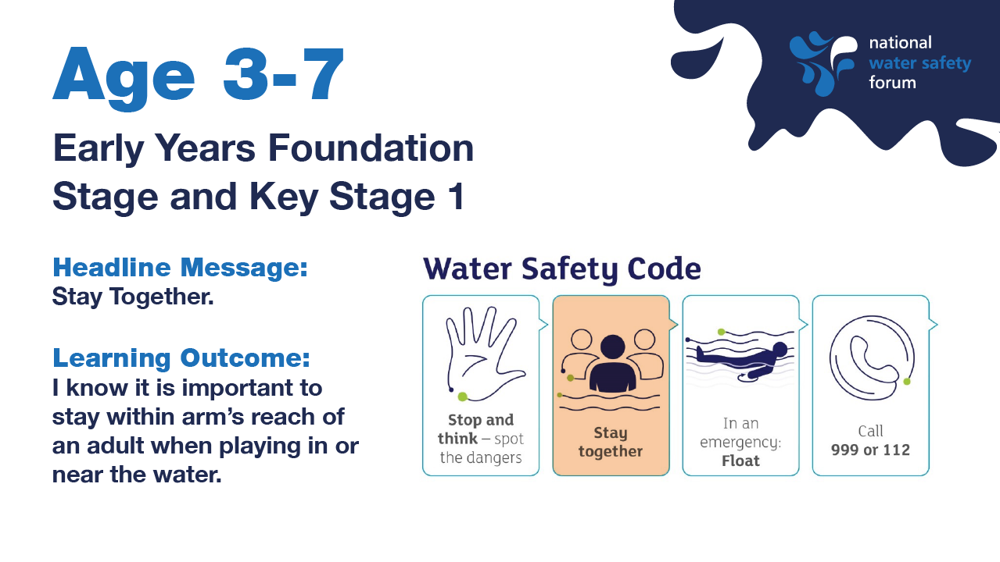 Age 3-7
Early Years Foundation
Stage and Key Stage 1
national
water safety
forum
Headline Message:
Stay Together.
Learning Outcome:
I know it is important to
stay within arm’s reach of
an adult when playing in or
near the water.
Water Safety Code
Stop and
think – spot
the dangers
Stay
together
In an
emergency:
Float
Call
999 or 112